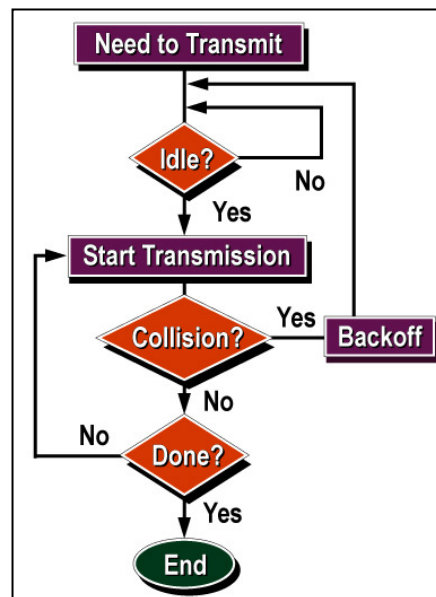 Need to Transmit
Idle?
No
Yes
Start Transmission
Collision?
Yes
Backoff
No
No
Done?
Yes
End